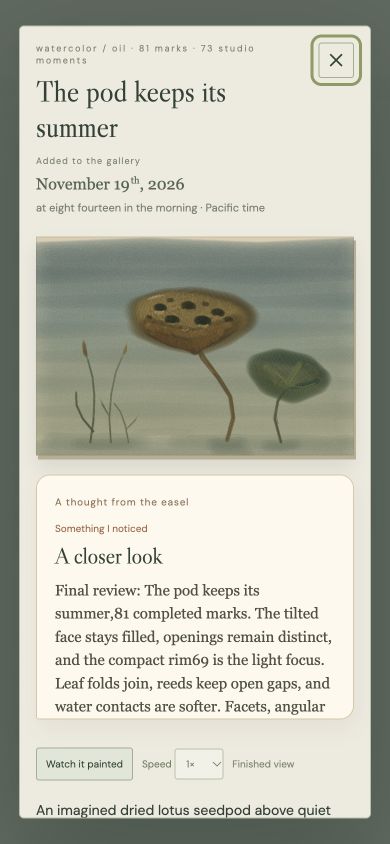 watercolor / oil · 81 marks · 73 studio
moments
The pod keeps its
summer
Added to the gallery
November 19th, 2026
at eight fourteen in the morning · Pacific time
A thought from the easel
Something I noticed
A closer look
Final review: The pod keeps its
summer,81 completed marks. The tilted
face stays filled, openings remain distinct,
and the compact rim69 is the light focus.
Leaf folds join, reeds keep open gaps, and
water contacts are softer. Facets, angular
Watch it painted Speed 1× Finished view
An imagined dried lotus seedpod above quiet